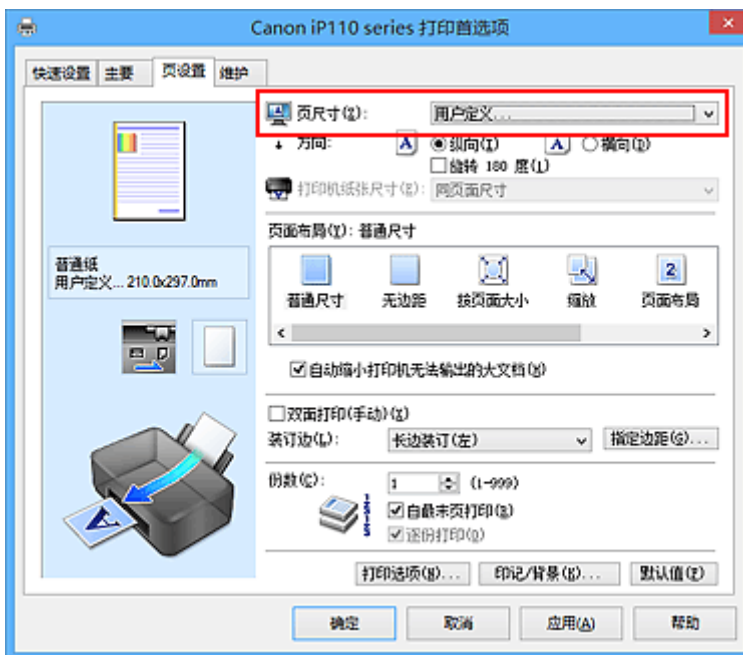 Canon iP110 series 打印首选项
快速设置 主要 页设置 维护
页尺寸(Z): 用户定义...
方向: A 纵向(T) A 横向(D)
旋转 180 度(L)
打印机纸张尺寸(E): 同页面尺寸
页面布局(Y): 普通尺寸
普通尺寸 无边距 按页面大小 缩放 页面布局
普通纸
用户定义... 210.0x297.0mm
自动缩小打印机无法输出的大文档(W)
双面打印(手动)(X)
装订边(L): 长边装订(左) 指定边距(G)...
份数(C): 1 (1-999)
自最末页打印(R)
逐份打印(O)
打印选项(N)... 印记/背景(B)... 默认值(F)
确定 取消 应用(A) 帮助